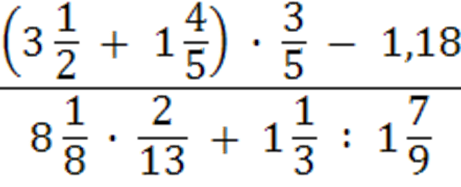 (3 1/2 + 1 4/5) · 3/5 − 1,18
8 1/8 · 2/13 + 1 1/3 : 1 7/9